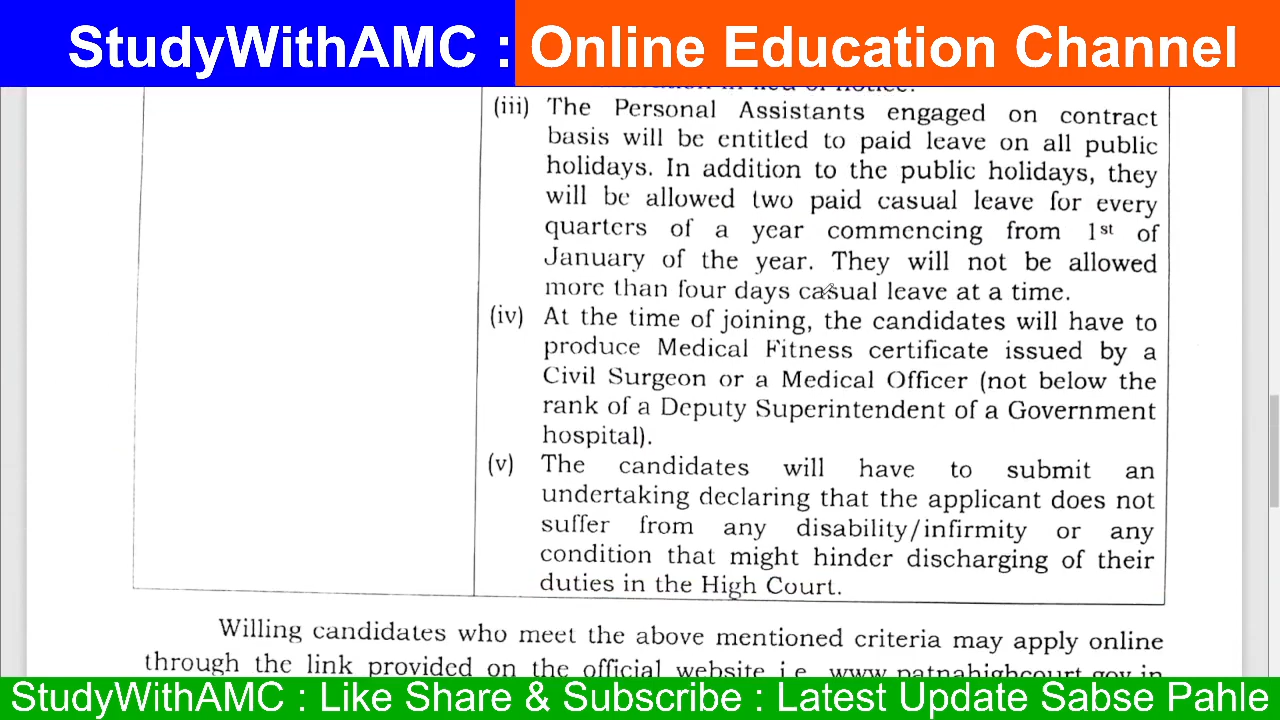 StudyWithAMC : Online Education Channel
in lieu of notice.
(iii) The Personal Assistants engaged on contract
basis will be entitled to paid leave on all public
holidays. In addition to the public holidays, they
will be allowed two paid casual leave for every
quarters of a year commencing from 1st of
January of the year. They will not be allowed
more than four days casual leave at a time.
(iv) At the time of joining, the candidates will have to
produce Medical Fitness certificate issued by a
Civil Surgeon or a Medical Officer (not below the
rank of a Deputy Superintendent of a Government
hospital).
(v) The candidates will have to submit an
undertaking declaring that the applicant does not
suffer from any disability/infirmity or any
condition that might hinder discharging of their
duties in the High Court.
Willing candidates who meet the above mentioned criteria may apply online
through the link provided on the official website i.e. www.patnahighcourt.gov.in
StudyWithAMC : Like Share & Subscribe : Latest Update Sabse Pahle